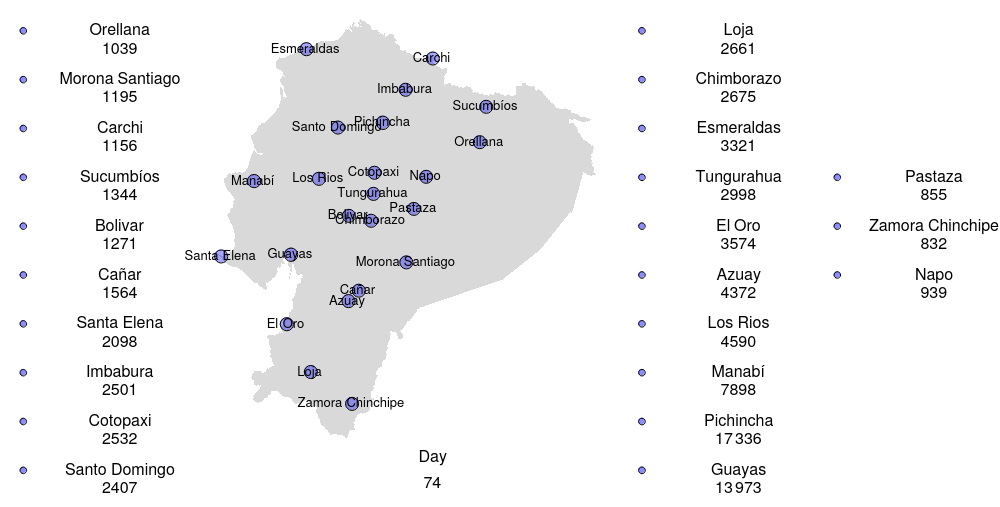 Orellana
1039
Morona Santiago
1195
Carchi
1156
Sucumbíos
1344
Bolivar
1271
Cañar
1564
Santa Elena
2098
Imbabura
2501
Cotopaxi
2532
Santo Domingo
2407
Esmeraldas
Carchi
Imbabura
Sucumbíos
Pichincha
Santo Domingo
Orellana
Cotopaxi
Napo
Los Rios
Manabí
Tungurahua
Pastaza
Bolivar
Chimborazo
Guayas
Santa Elena
Morona Santiago
Cañar
Azuay
El Oro
Loja
Zamora Chinchipe
Day
74
Loja
2661
Chimborazo
2675
Esmeraldas
3321
Tungurahua
2998
El Oro
3574
Azuay
4372
Los Rios
4590
Manabí
7898
Pichincha
17336
Guayas
13973
Pastaza
855
Zamora Chinchipe
832
Napo
939